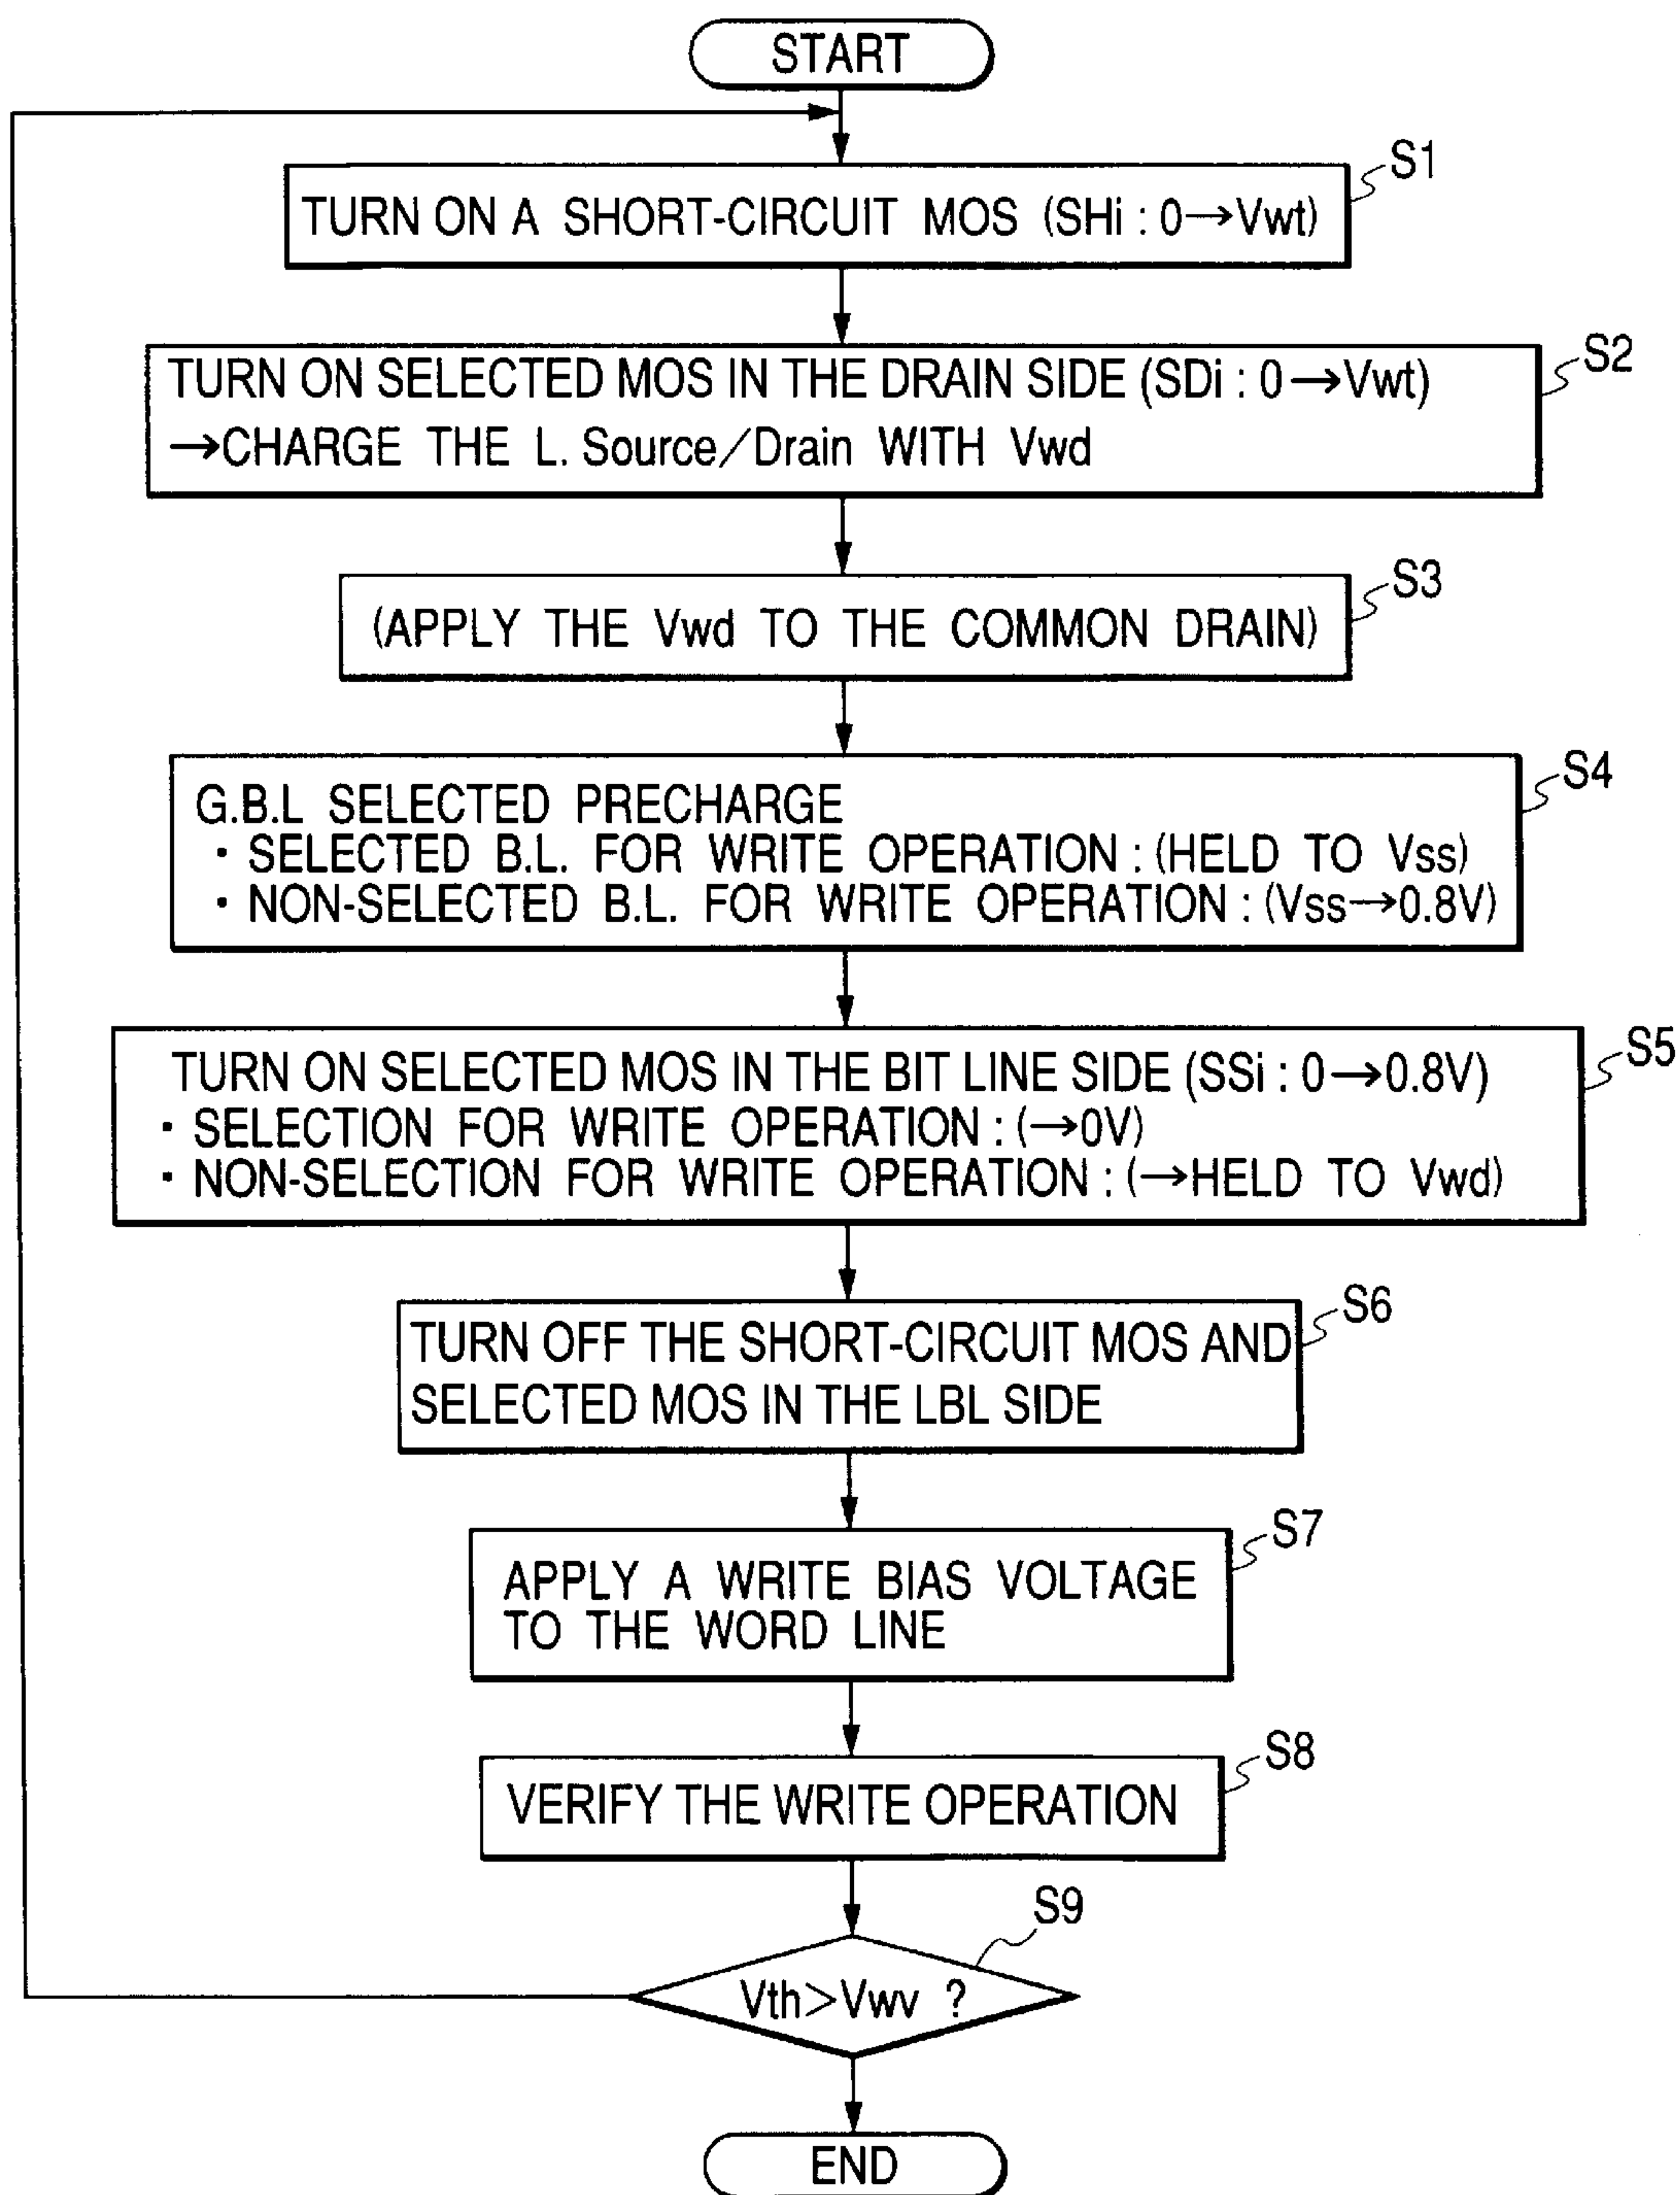 START
S1
TURN ON A SHORT-CIRCUIT MOS (SHi : 0→Vwt)
S2
TURN ON SELECTED MOS IN THE DRAIN SIDE (SDi : 0→Vwt)
→CHARGE THE L. Source/Drain WITH Vwd
S3
(APPLY THE Vwd TO THE COMMON DRAIN)
S4
G.B.L SELECTED PRECHARGE
・SELECTED B.L. FOR WRITE OPERATION : (HELD TO Vss)
・NON-SELECTED B.L. FOR WRITE OPERATION : (Vss→0.8V)
S5
TURN ON SELECTED MOS IN THE BIT LINE SIDE (SSi : 0→0.8V)
・SELECTION FOR WRITE OPERATION : (→0V)
・NON-SELECTION FOR WRITE OPERATION : (→HELD TO Vwd)
S6
TURN OFF THE SHORT-CIRCUIT MOS AND
SELECTED MOS IN THE LBL SIDE
S7
APPLY A WRITE BIAS VOLTAGE
TO THE WORD LINE
S8
VERIFY THE WRITE OPERATION
S9
Vth>Vwv ?
END